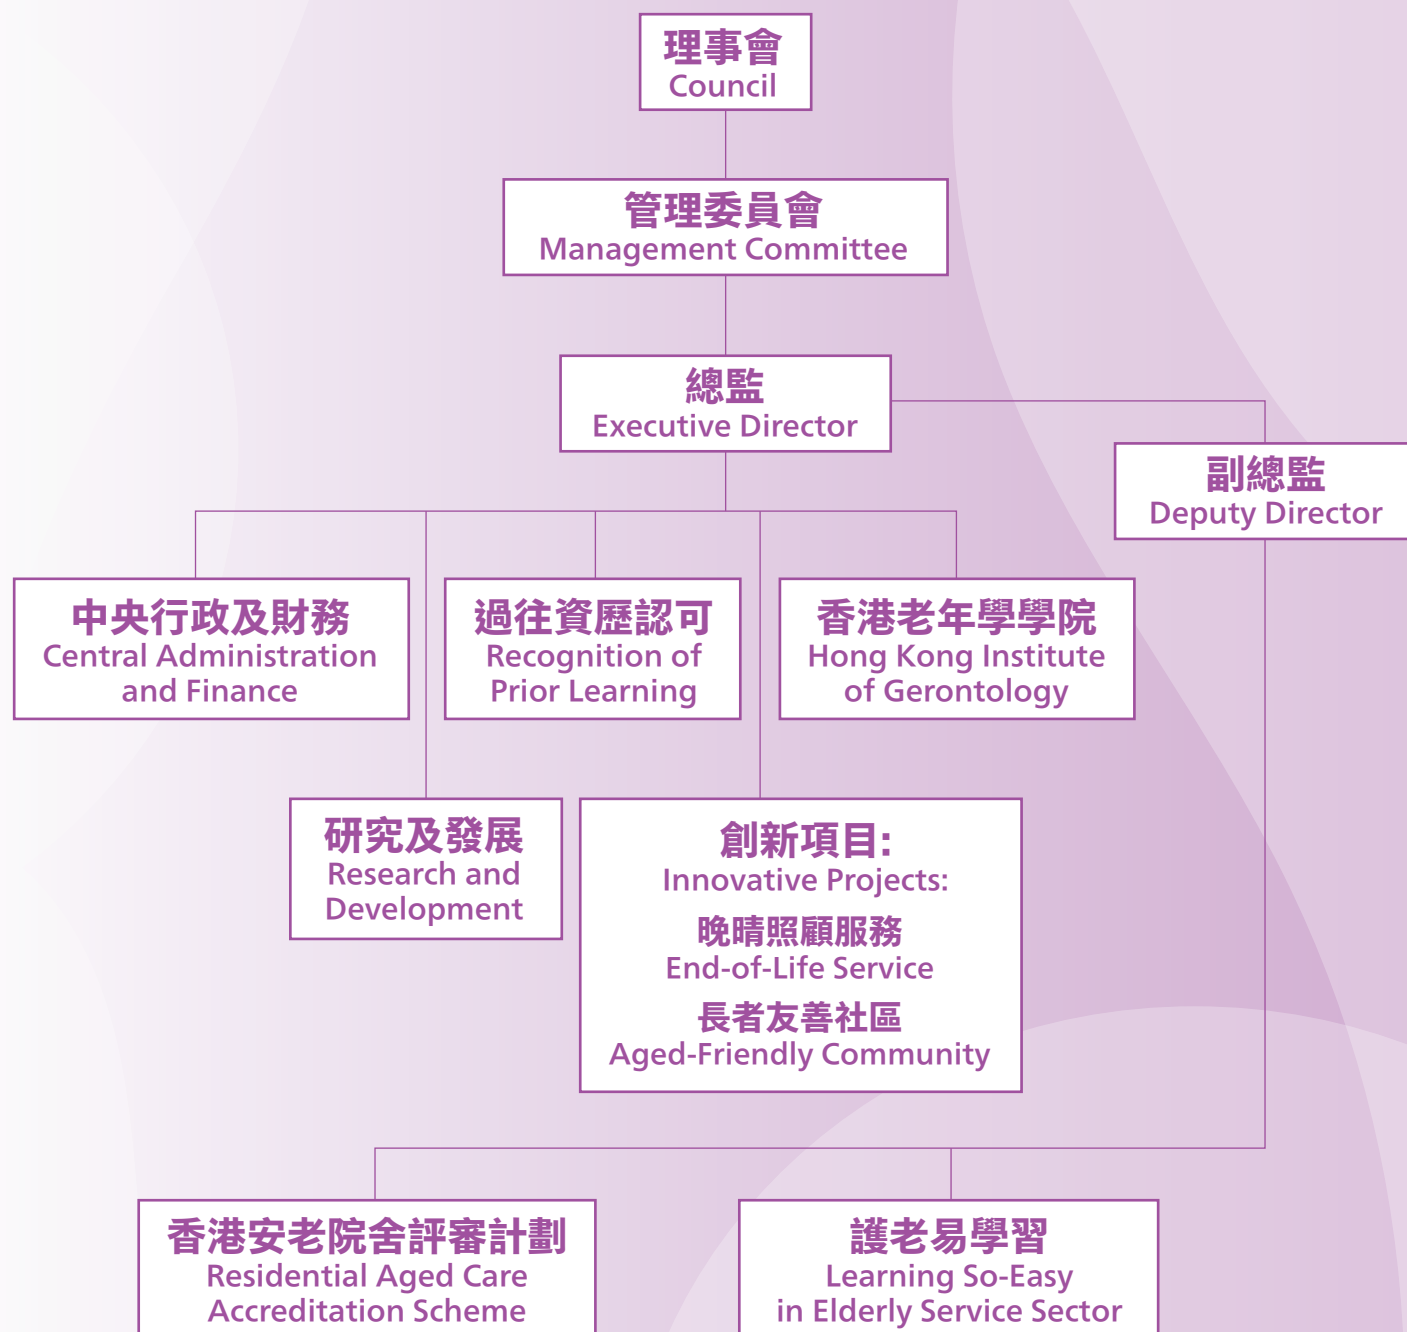 理事會
Council
管理委員會
Management Committee
總監
Executive Director
副總監
Deputy Director
中央行政及財務
Central Administration
and Finance
過往資歷認可
Recognition of
Prior Learning
香港老年學學院
Hong Kong Institute
of Gerontology
研究及發展
Research and
Development
創新項目:
Innovative Projects:
晚晴照顧服務
End-of-Life Service
長者友善社區
Aged-Friendly Community
香港安老院舍評審計劃
Residential Aged Care
Accreditation Scheme
護老易學習
Learning So-Easy
in Elderly Service Sector